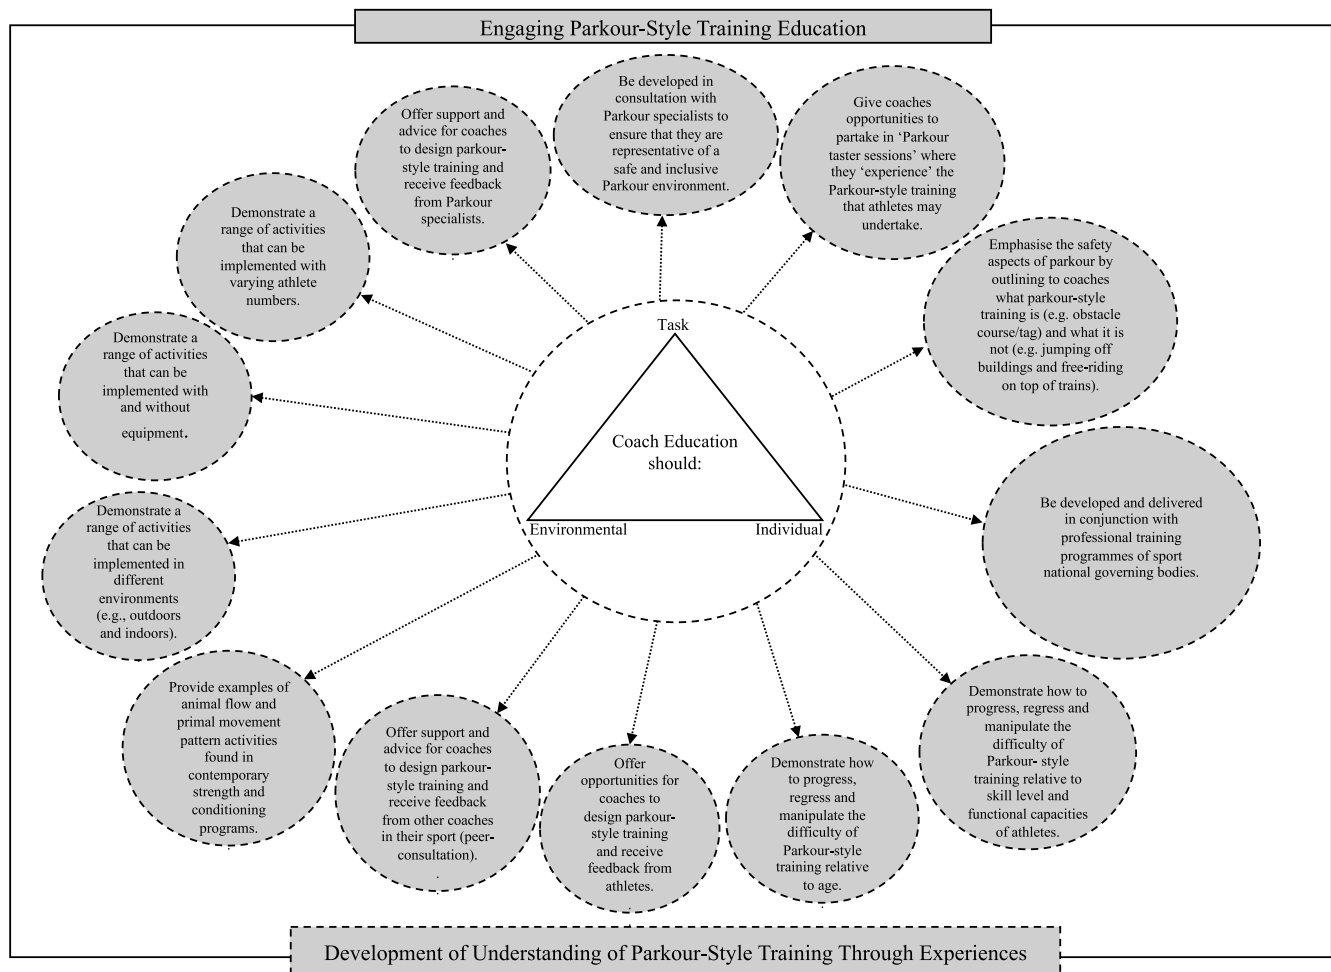 Engaging Parkour-Style Training Education
Be developed in
consultation with
Parkour specialists to
ensure that they are
representative of a
safe and inclusive
Parkour environment.
Give coaches
opportunities to
partake in ‘Parkour
taster sessions’ where
they ‘experience’ the
Parkour-style training
that athletes may
undertake.
Emphasise the safety
aspects of parkour by
outlining to coaches
what parkour-style
training is (e.g. obstacle
course/tag) and what it is
not (e.g. jumping off
buildings and free-riding
on top of trains).
Be developed and delivered
in conjunction with
professional training
programmes of sport
national governing bodies.
Demonstrate how to
progress, regress and
manipulate the
difficulty of
Parkour- style
training relative to
skill level and
functional capacities
of athletes.
Demonstrate how
to progress,
regress and
manipulate the
difficulty of
Parkour-style
training relative
to age.
Offer
opportunities for
coaches to
design parkour-
style training
and receive
feedback from
athletes.
Offer support and
advice for coaches
to design parkour-
style training and
receive feedback
from other coaches
in their sport (peer-
consultation).
Provide examples of
animal flow and
primal movement
pattern activities
found in
contemporary
strength and
conditioning
programs.
Demonstrate a
range of activities
that can be
implemented in
different
environments
(e.g., outdoors
and indoors).
Demonstrate a
range of activities
that can be
implemented with
and without
equipment.
Demonstrate a
range of activities
that can be
implemented with
varying athlete
numbers.
Offer support and
advice for coaches
to design parkour-
style training and
receive feedback
from Parkour
specialists.
Task
Coach Education
should:
Environmental
Individual
Development of Understanding of Parkour-Style Training Through Experiences